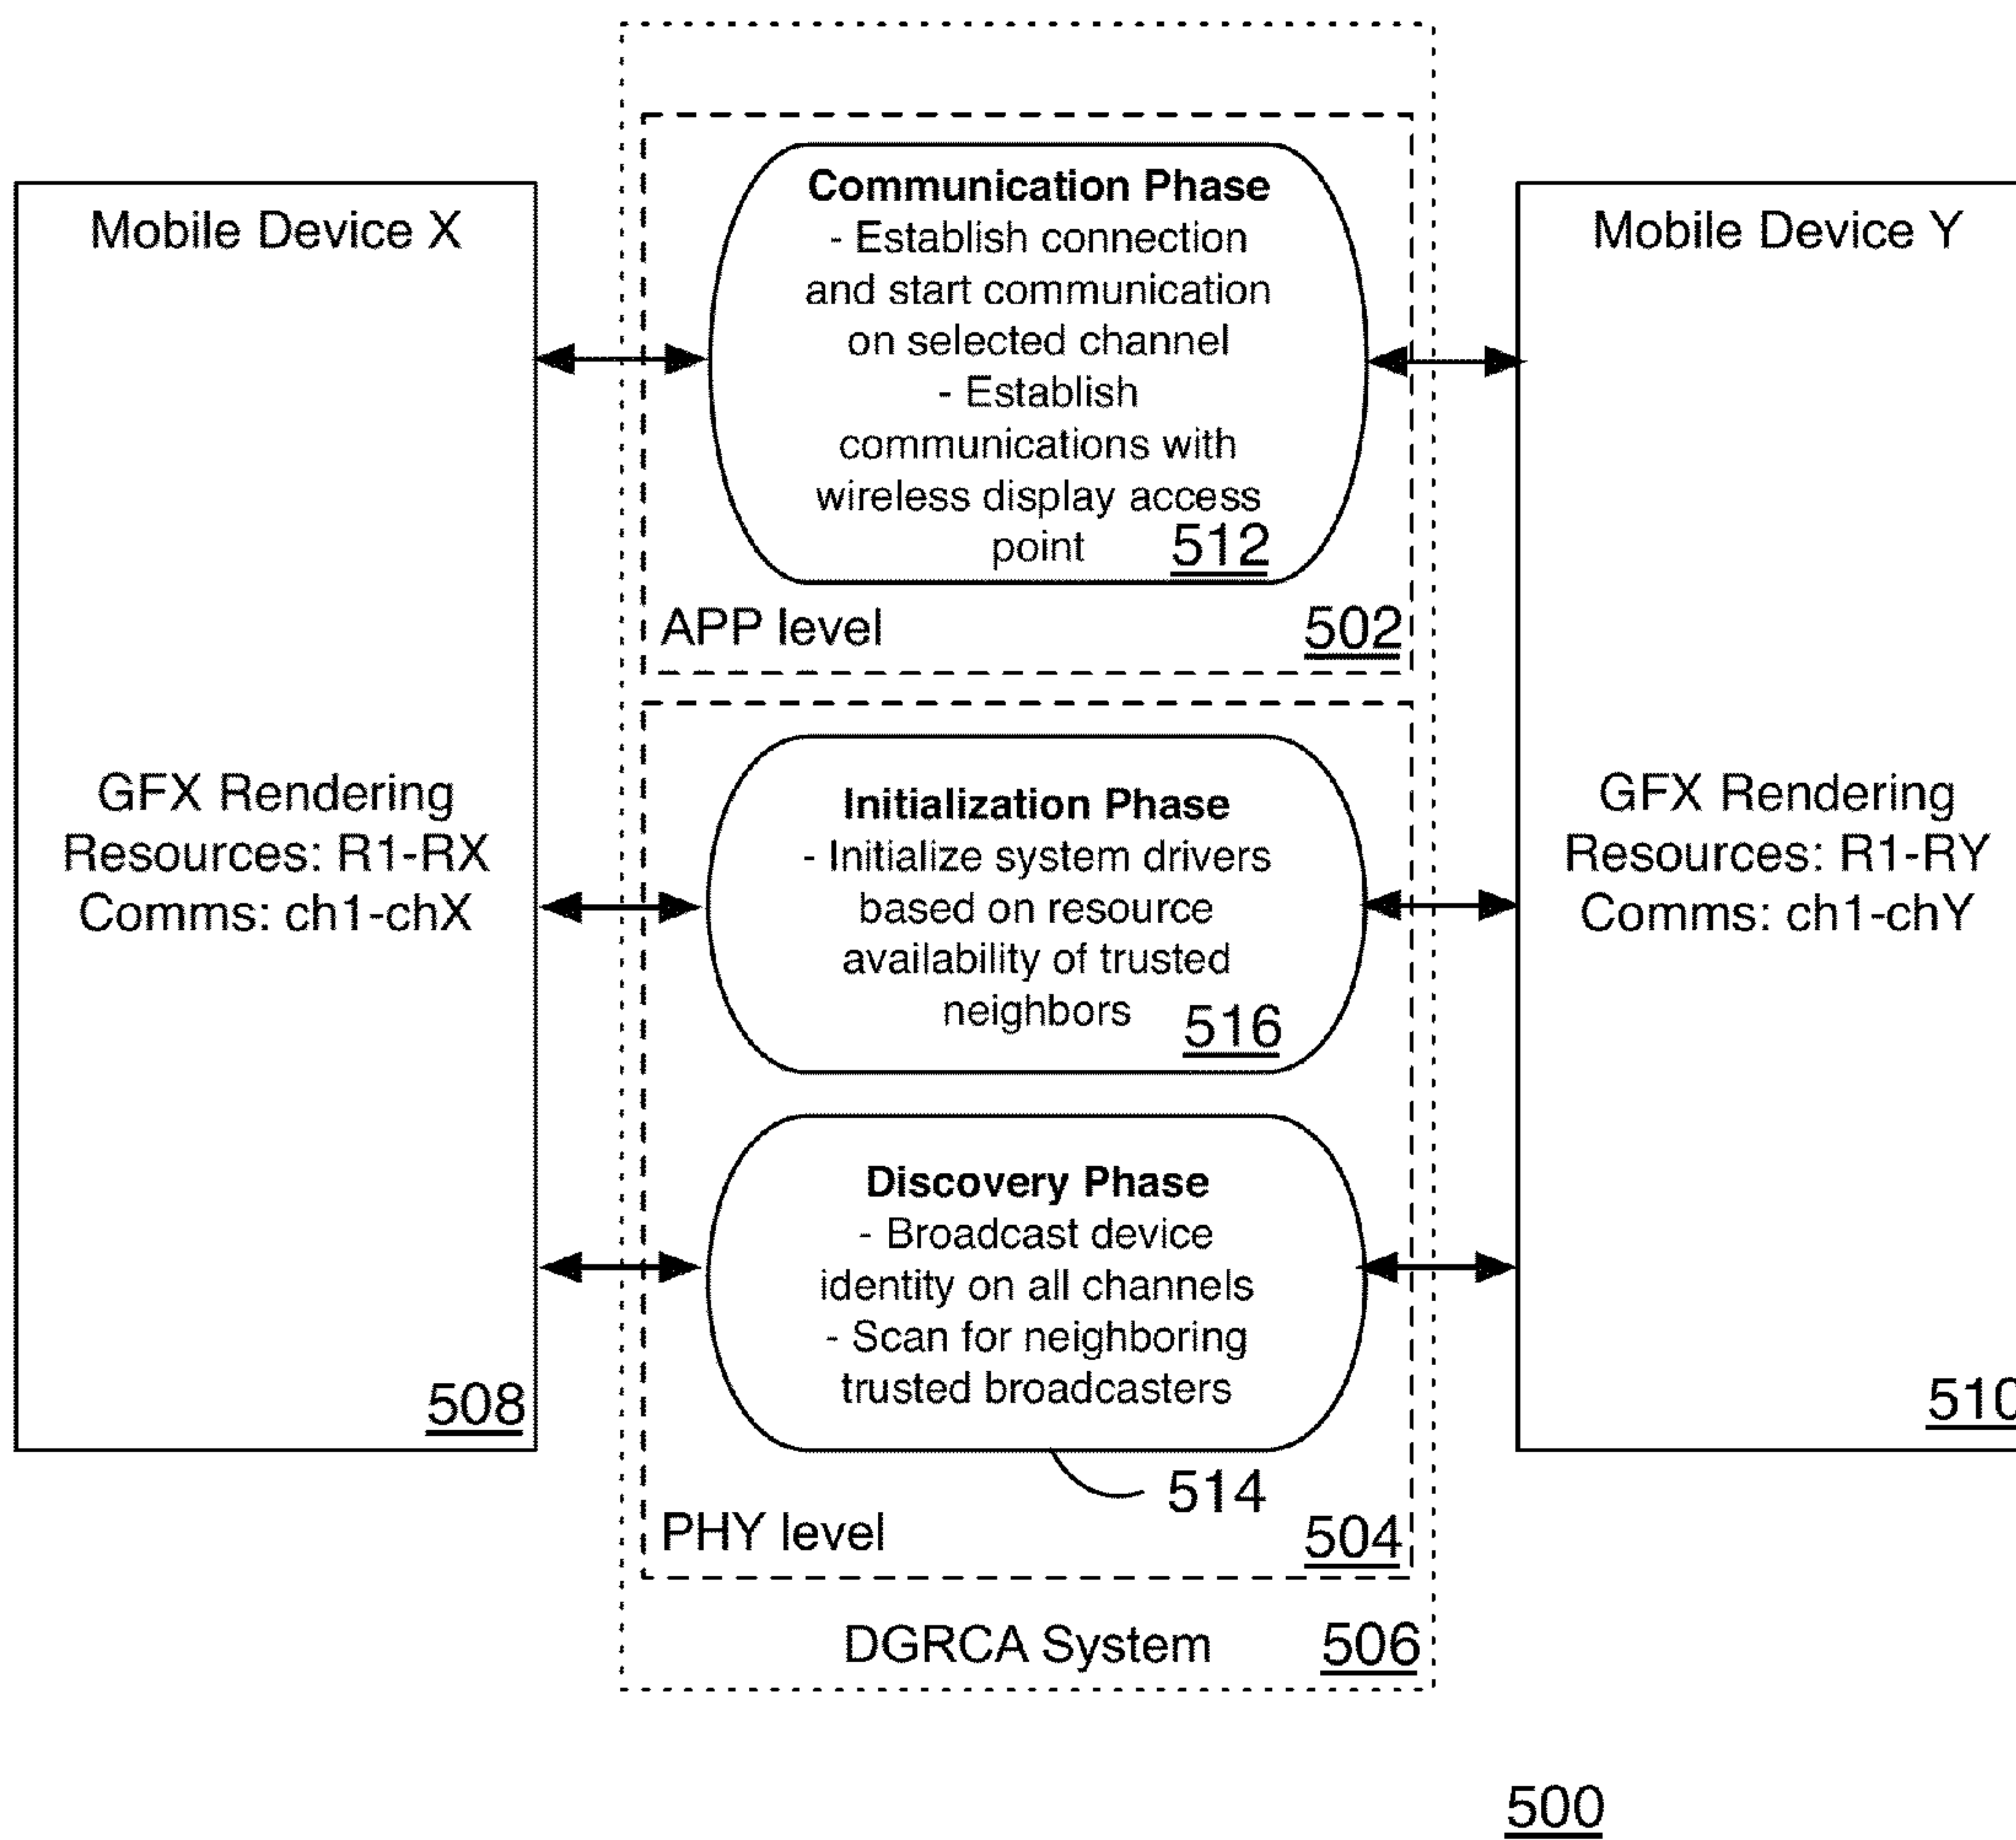 Mobile Device X
GFX Rendering
Resources: R1-RX
Comms: ch1-chX
508
Communication Phase
- Establish connection
and start communication
on selected channel
- Establish
communications with
wireless display access
point
512
APP level
502
Initialization Phase
- Initialize system drivers
based on resource
availability of trusted
neighbors
516
Discovery Phase
- Broadcast device
identity on all channels
- Scan for neighboring
trusted broadcasters
514
PHY level
504
DGRCA System
506
Mobile Device Y
GFX Rendering
Resources: R1-RY
Comms: ch1-chY
510
500